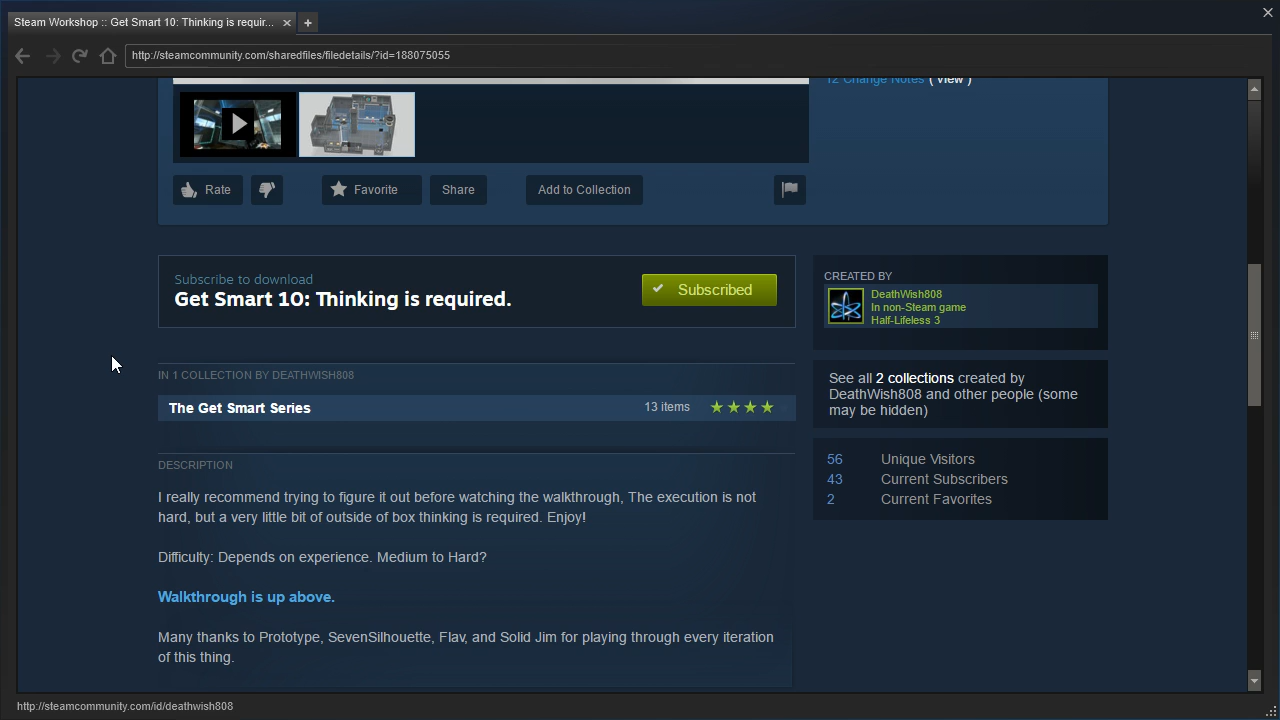 Steam Workshop :: Get Smart 10: Thinking is requir...
http://steamcommunity.com/sharedfiles/filedetails/?id=188075055
12 Change Notes ( View )
Rate
Favorite
Share
Add to Collection
Subscribe to download
Get Smart 10: Thinking is required.
Subscribed
CREATED BY
DeathWish808
In non-Steam game
Half-Lifeless 3
IN 1 COLLECTION BY DEATHWISH808
The Get Smart Series
13 items
See all 2 collections created by
DeathWish808 and other people (some
may be hidden)
56 Unique Visitors
43 Current Subscribers
2 Current Favorites
DESCRIPTION
I really recommend trying to figure it out before watching the walkthrough, The execution is not
hard, but a very little bit of outside of box thinking is required. Enjoy!
Difficulty: Depends on experience. Medium to Hard?
Walkthrough is up above.
Many thanks to Prototype, SevenSilhouette, Flav, and Solid Jim for playing through every iteration
of this thing.
http://steamcommunity.com/id/deathwish808